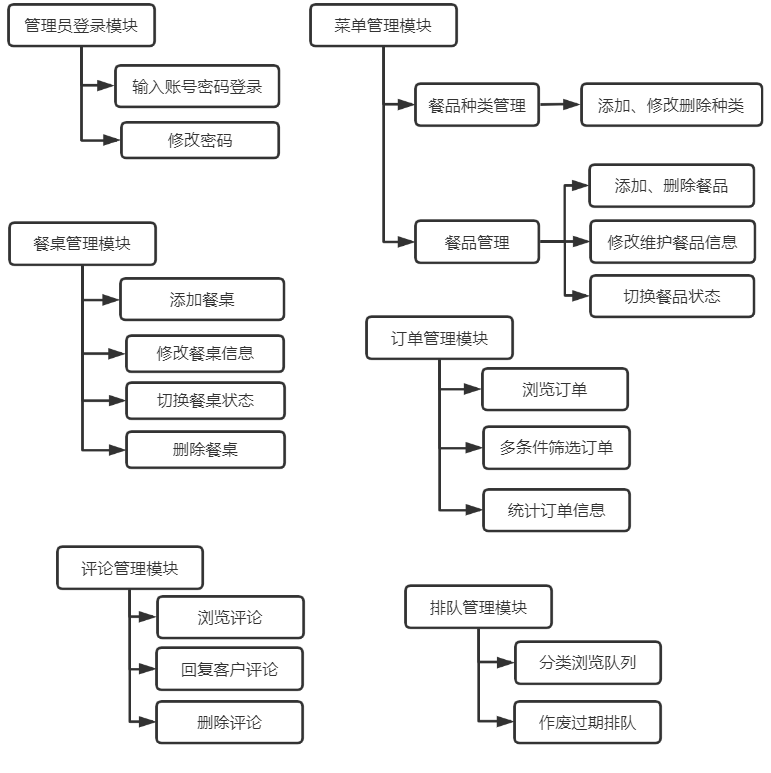 管理员登录模块
输入账号密码登录
修改密码
菜单管理模块
餐品种类管理
添加、修改删除种类
餐品管理
添加、删除餐品
修改维护餐品信息
切换餐品状态
餐桌管理模块
添加餐桌
修改餐桌信息
切换餐桌状态
删除餐桌
订单管理模块
浏览订单
多条件筛选订单
统计订单信息
评论管理模块
浏览评论
回复客户评论
删除评论
排队管理模块
分类浏览队列
作废过期排队